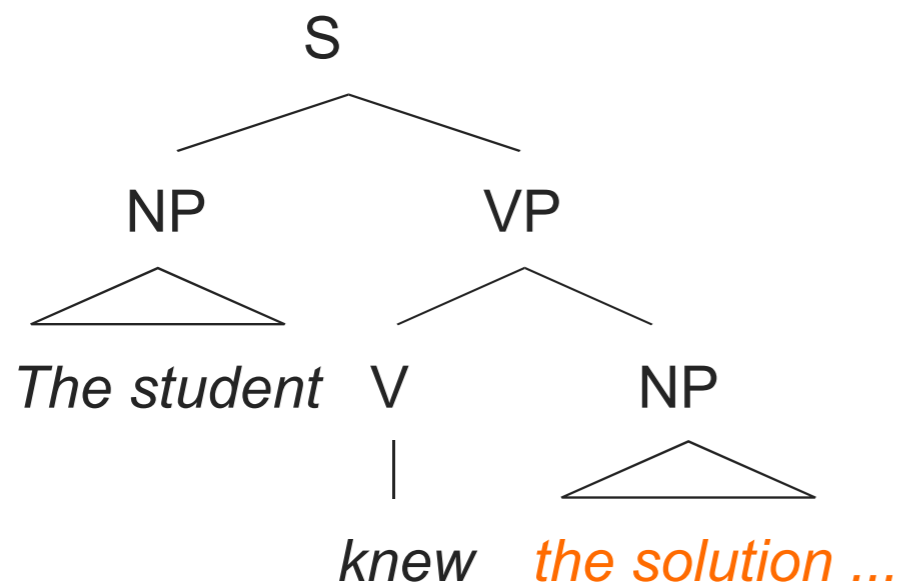 S
NP VP
The student V NP
knew the solution ...